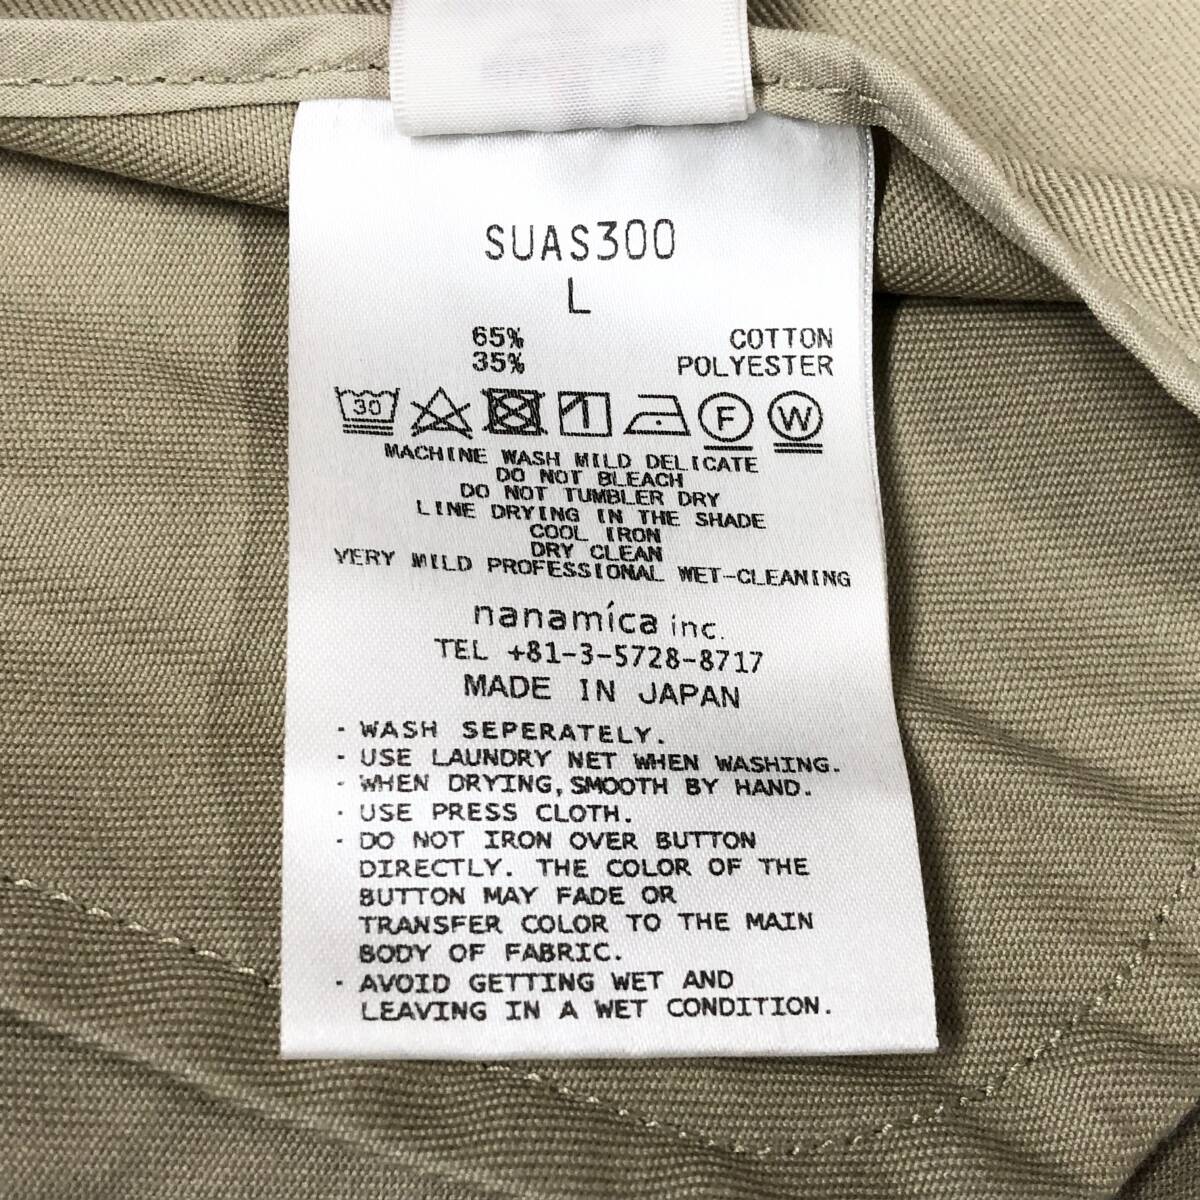 SUAS300
L
65% COTTON
35% POLYESTER
30 F W
MACHINE WASH MILD DELICATE
DO NOT BLEACH
DO NOT TUMBLER DRY
LINE DRYING IN THE SHADE
COOL IRON
DRY CLEAN
VERY MILD PROFESSIONAL WET-CLEANING
nanamíca inc.
TEL +81-3-5728-8717
MADE IN JAPAN
· WASH SEPERATELY.
· USE LAUNDRY NET WHEN WASHING.
· WHEN DRYING, SMOOTH BY HAND.
· USE PRESS CLOTH.
· DO NOT IRON OVER BUTTON
DIRECTLY. THE COLOR OF THE
BUTTON MAY FADE OR
TRANSFER COLOR TO THE MAIN
BODY OF FABRIC.
· AVOID GETTING WET AND
LEAVING IN A WET CONDITION.